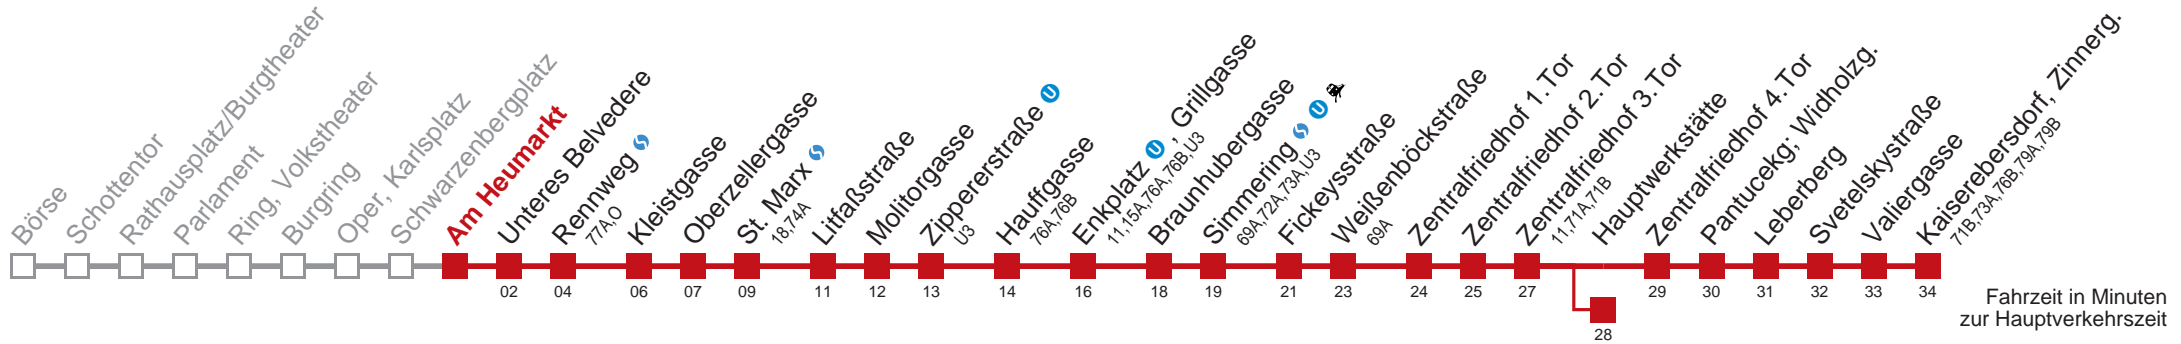 Börse
Schottentor
Rathausplatz/Burgtheater
Parlament
Ring, Volkstheater
Burgring
Oper, Karlsplatz
Schwarzenbergplatz
Am Heumarkt
Unteres Belvedere
02
Rennweg
77A,O
04
Kleistgasse
06
Oberzellergasse
07
St. Marx
18,74A
09
Litfaßstraße
11
Molitorgasse
12
Zippererstraße U
U3
13
Hauffgasse
76A,76B
14
Enkplatz U, Grillgasse
11,15A,76A,76B,U3
16
Braunhubergasse
18
Simmering U
69A,72A,73A,U3
19
Fickeysstraße
21
Weißenböckstraße
69A
23
Zentralfriedhof 1.Tor
24
Zentralfriedhof 2.Tor
25
Zentralfriedhof 3.Tor
11,71A,71B
27
Hauptwerkstätte
28
Zentralfriedhof 4.Tor
29
Pantucekg; Widholzg.
30
Leberberg
31
Svetelskystraße
32
Valiergasse
33
Kaiserebersdorf, Zinnerg.
71B,73A,76B,79A,79B
34
Fahrzeit in Minuten
zur Hauptverkehrszeit